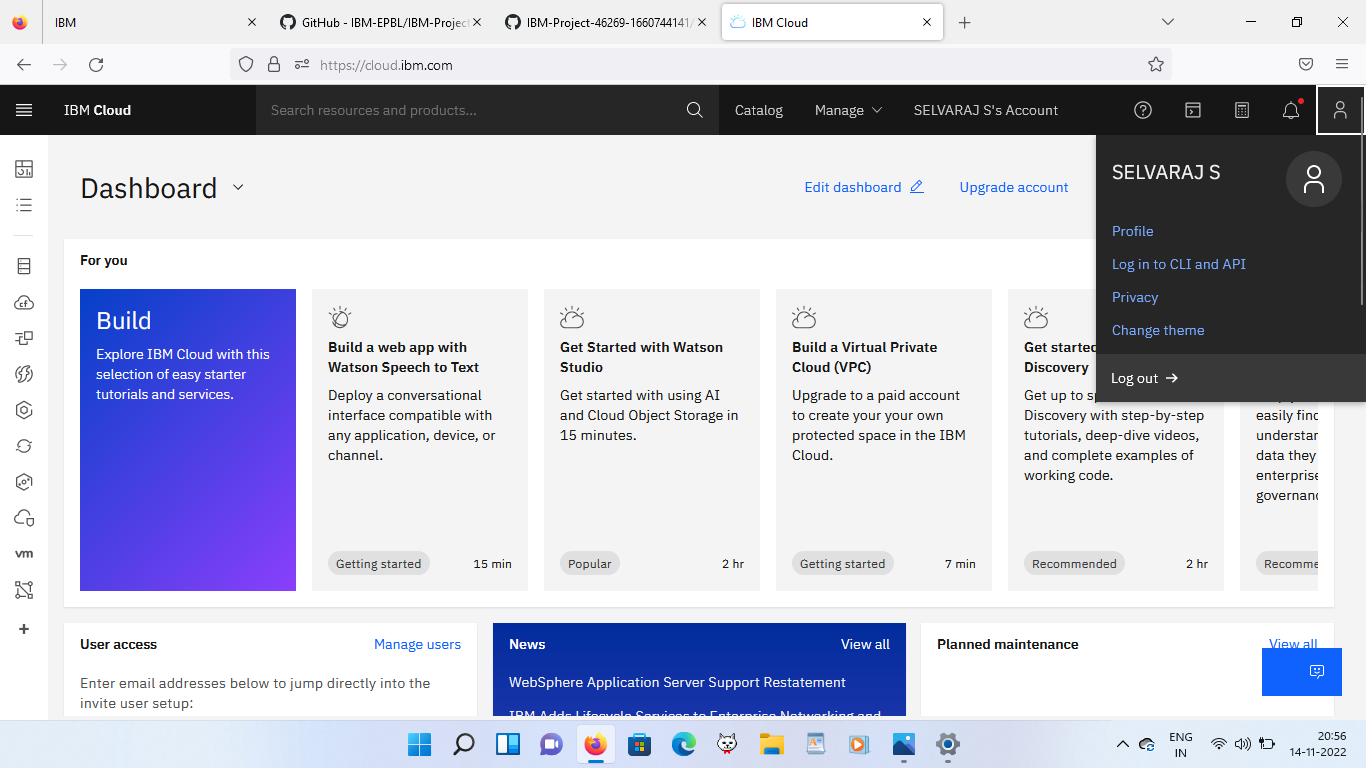 IBM
GitHub - IBM-EPBL/IBM-Project
IBM-Project-46269-1660744141/
IBM Cloud
https://cloud.ibm.com
IBM Cloud
Search resources and products...
Catalog
Manage
SELVARAJ S's Account
SELVARAJ S
Profile
Log in to CLI and API
Privacy
Change theme
Log out
Dashboard
Edit dashboard
Upgrade account
For you
Build
Explore IBM Cloud with this
selection of easy starter
tutorials and services.
Build a web app with
Watson Speech to Text
Deploy a conversational
interface compatible with
any application, device, or
channel.
Getting started
15 min
Get Started with Watson
Studio
Get started with using AI
and Cloud Object Storage in
15 minutes.
Popular
2 hr
Build a Virtual Private
Cloud (VPC)
Upgrade to a paid account
to create your your own
protected space in the IBM
Cloud.
Getting started
7 min
Get started
Discovery
Get up to sp
Discovery with step-by-step
tutorials, deep-dive videos,
and complete examples of
working code.
Recommended
2 hr
easily find
understan
data they
enterprise
governanc
Recomme
vm
User access
Manage users
Enter email addresses below to jump directly into the
invite user setup:
News
View all
WebSphere Application Server Support Restatement
IBM Adds Lifecycle Services to Enterprise Networking and
Planned maintenance
View all
ENG
IN
20:56
14-11-2022